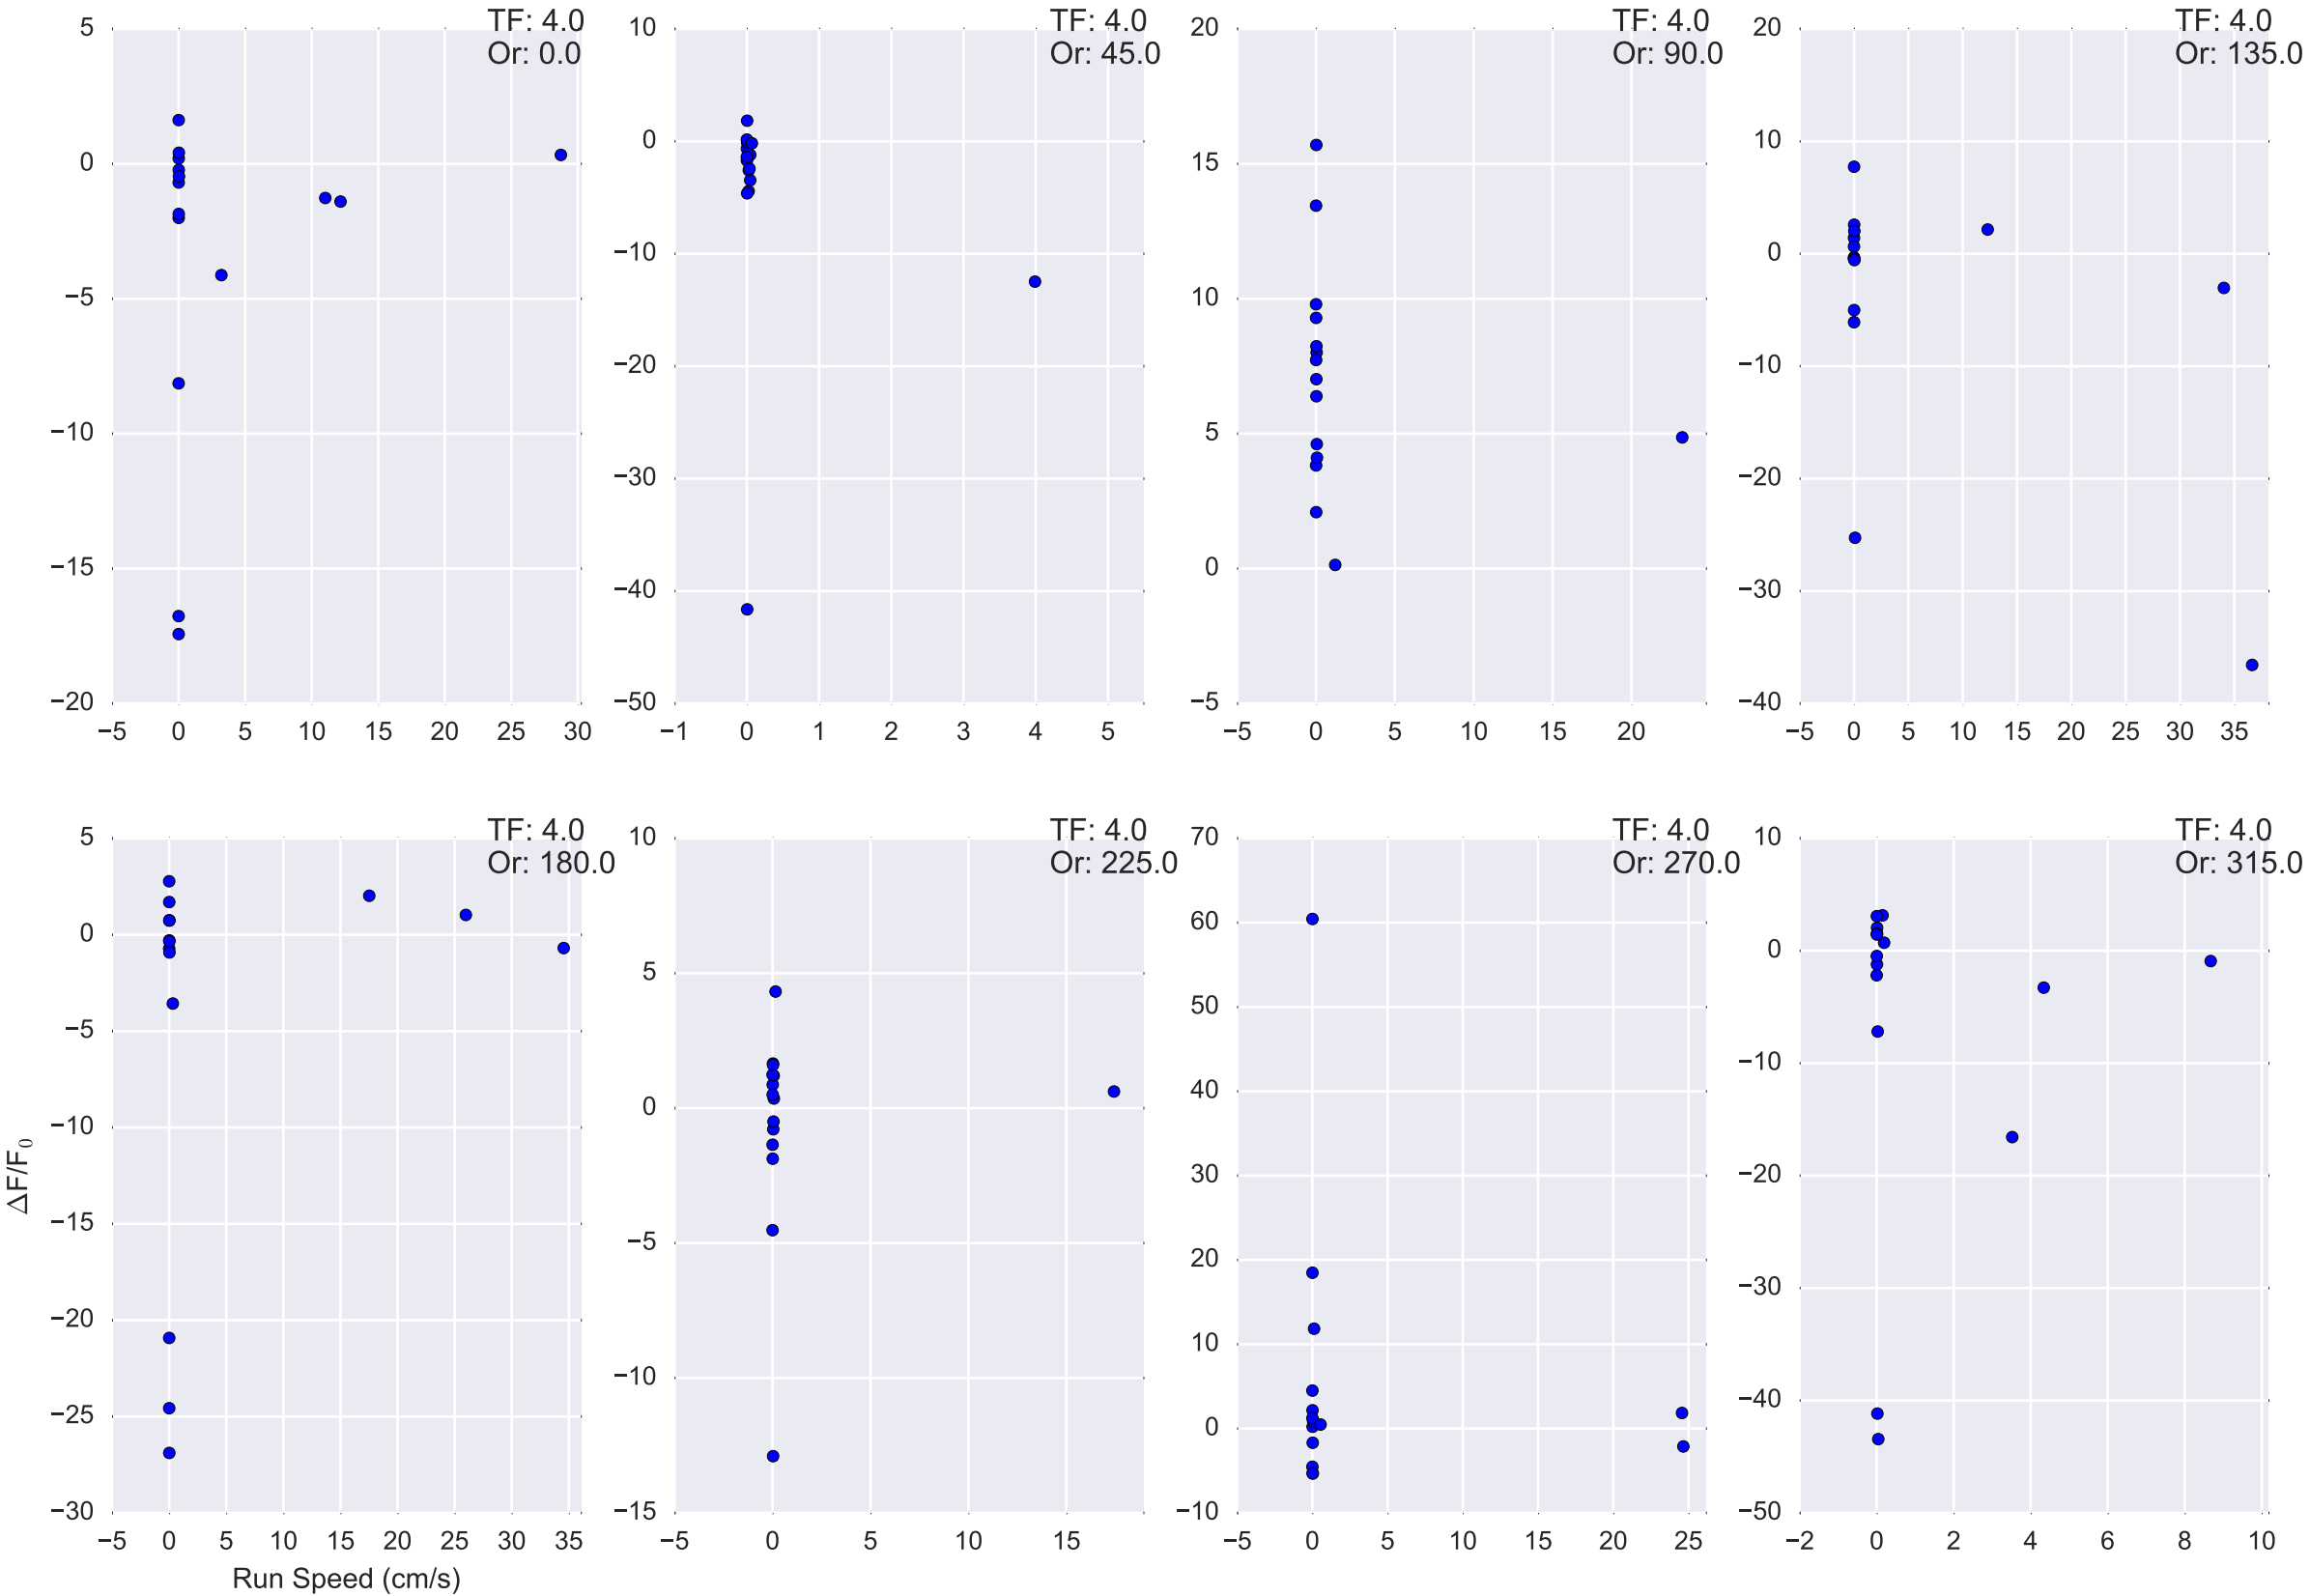 TF: 4.0
Or: 0.0
5
0
−5
−10
−15
−20
−5 0 5 10 15 20 25 30
TF: 4.0
Or: 45.0
10
0
−10
−20
−30
−40
−50
−1 0 1 2 3 4 5
TF: 4.0
Or: 90.0
20
15
10
5
0
−5
−5 0 5 10 15 20
TF: 4.0
Or: 135.0
20
10
0
−10
−20
−30
−40
−5 0 5 10 15 20 25 30 35
TF: 4.0
Or: 180.0
5
0
−5
−10
−15
−20
−25
−30
−5 0 5 10 15 20 25 30 35
Run Speed (cm/s)
ΔF/F₀
TF: 4.0
Or: 225.0
10
5
0
−5
−10
−15
−5 0 5 10 15
TF: 4.0
Or: 270.0
70
60
50
40
30
20
10
0
−10
−5 0 5 10 15 20 25
TF: 4.0
Or: 315.0
10
0
−10
−20
−30
−40
−50
−2 0 2 4 6 8 10